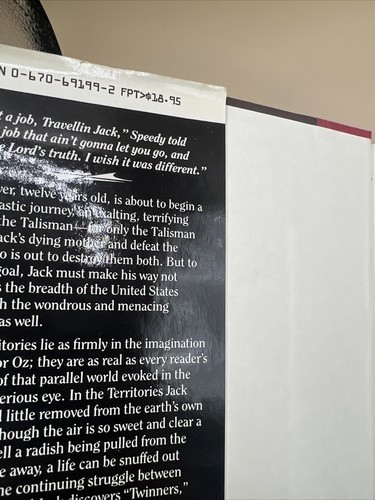 N 0-670-69199-2 FPT>$18.95
t a job, Travellin Jack," Speedy told
job that ain't gonna let you go, and
e Lord's truth. I wish it was different."
yer, twelve years old, is about to begin a
astic journey, an exalting, terrifying
the Talisman—for only the Talisman
ack's dying mother and defeat the
o is out to destroy them both. But to
goal, Jack must make his way not
s the breadth of the United States
h the wondrous and menacing
as well.
itories lie as firmly in the imagination
or Oz; they are as real as every reader's
of that parallel world evoked in the
erious eye. In the Territories Jack
l little removed from the earth's own
hough the air is so sweet and clear a
ell a radish being pulled from the
e away, a life can be snuffed out
e continuing struggle between
discovers "Twinners,"